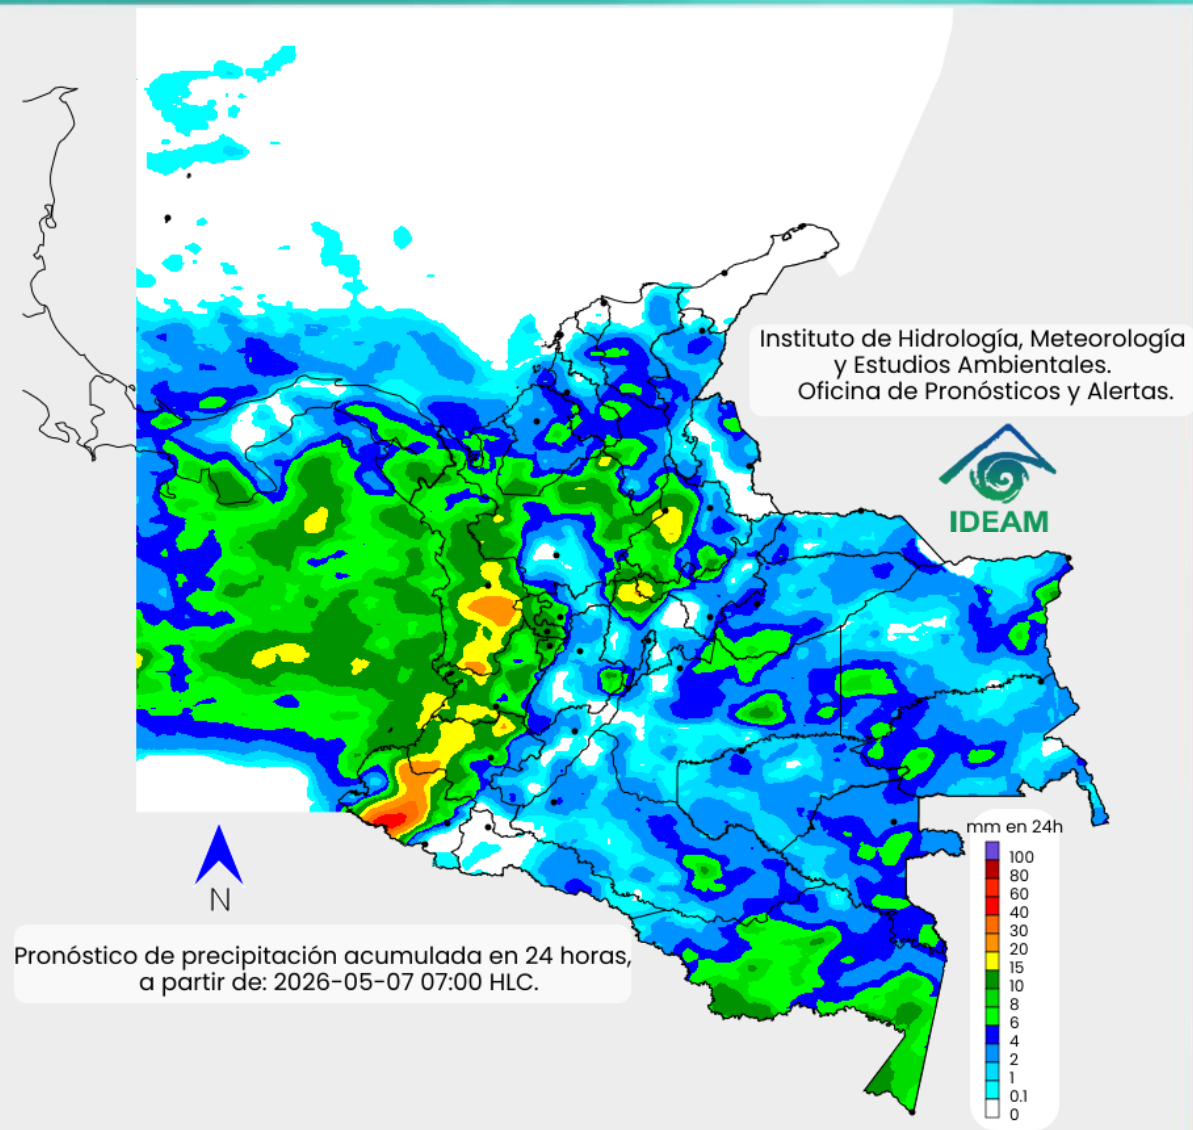 Instituto de Hidrología, Meteorología
y Estudios Ambientales.
Oficina de Pronósticos y Alertas.
IDEAM
mm en 24h
100
80
60
40
30
20
15
10
8
6
4
2
1
0.1
0
N
Pronóstico de precipitación acumulada en 24 horas,
a partir de: 2026-05-07 07:00 HLC.